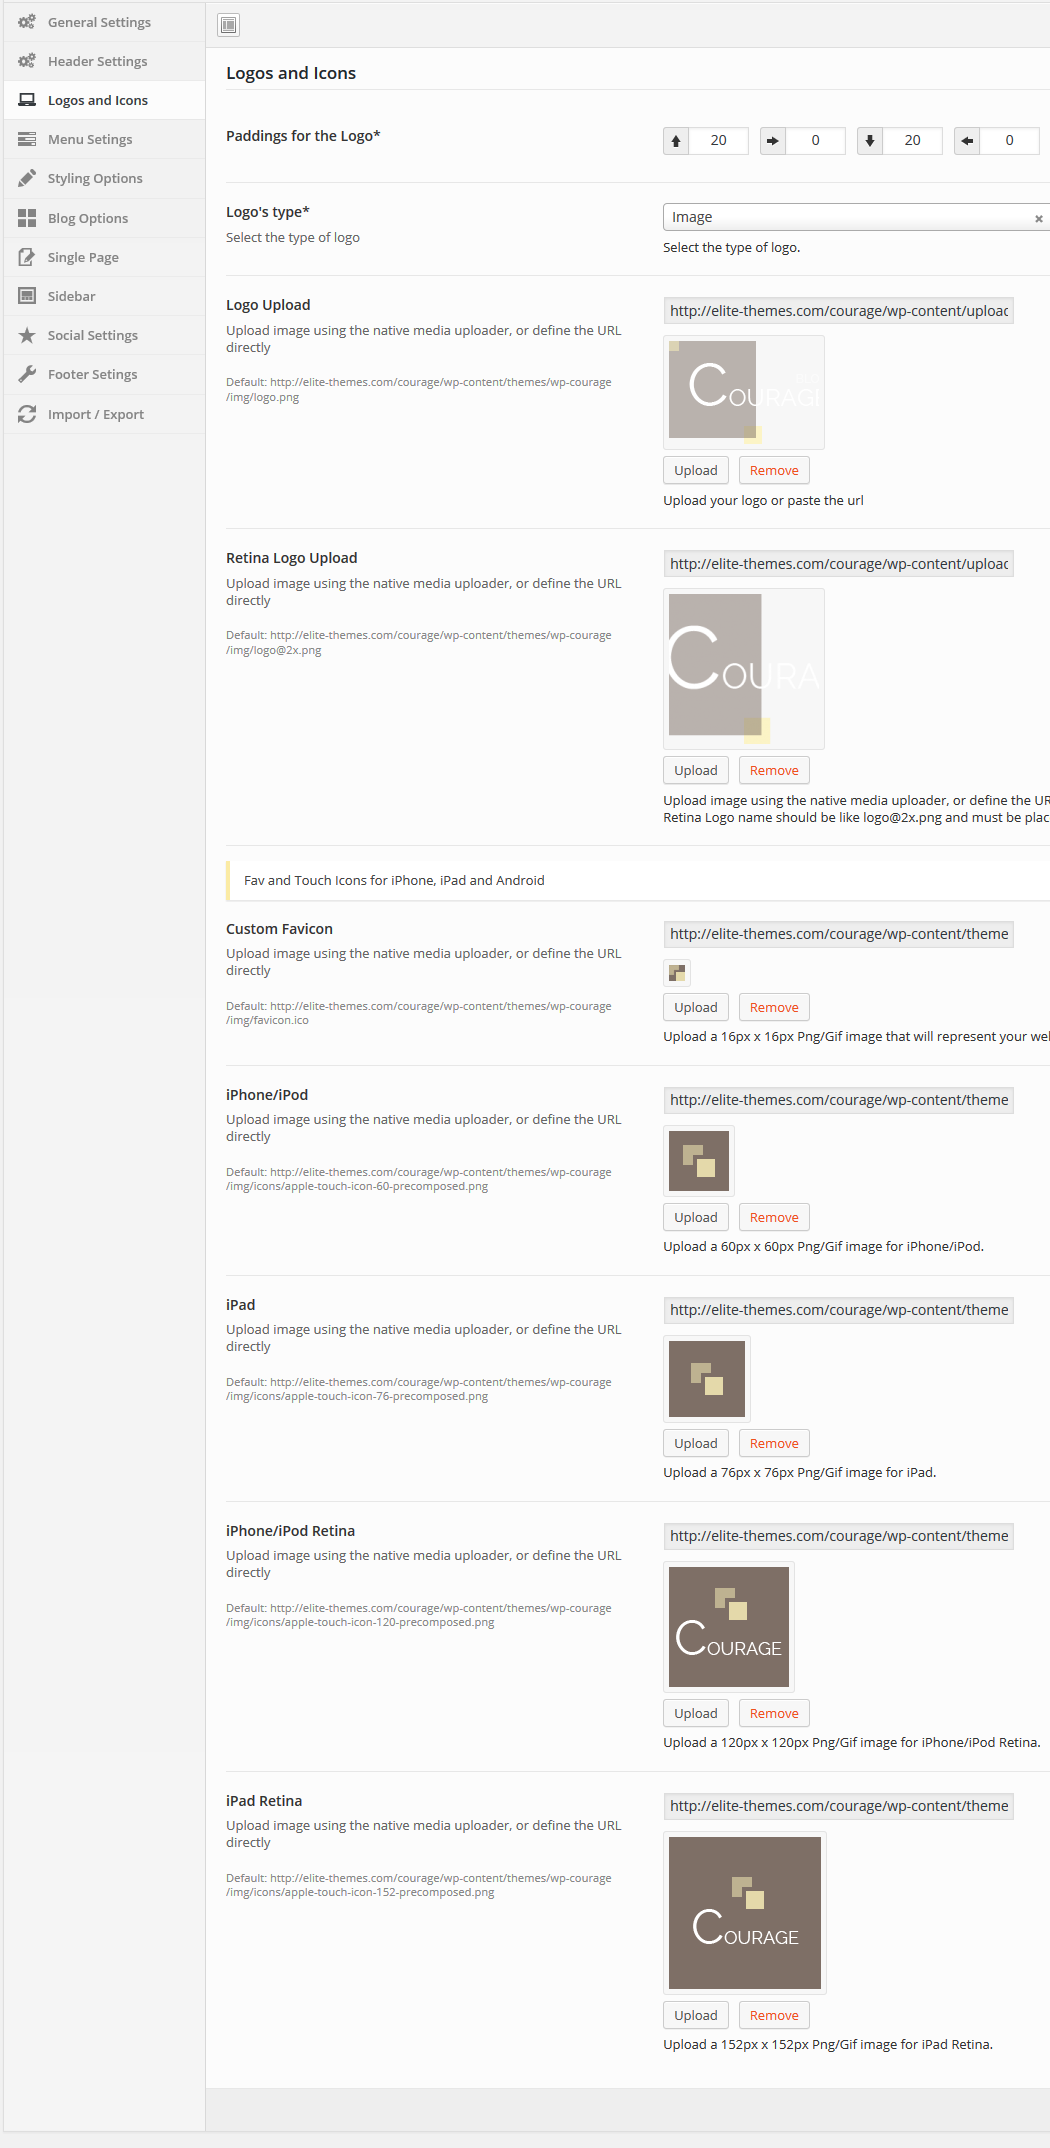 General Settings
Header Settings
Logos and Icons
Menu Setings
Styling Options
Blog Options
Single Page
Sidebar
Social Settings
Footer Setings
Import / Export
Logos and Icons
Paddings for the Logo*
20 0 20 0
Logo's type*
Select the type of logo
Image
Select the type of logo.
Logo Upload
Upload image using the native media uploader, or define the URL
directly
Default: http://elite-themes.com/courage/wp-content/themes/wp-courage
/img/logo.png
http://elite-themes.com/courage/wp-content/upload
COURAGE
Upload Remove
Upload your logo or paste the url
Retina Logo Upload
Upload image using the native media uploader, or define the URL
directly
Default: http://elite-themes.com/courage/wp-content/themes/wp-courage
/img/logo@2x.png
http://elite-themes.com/courage/wp-content/upload
COURA
Upload Remove
Upload image using the native media uploader, or define the UR
Retina Logo name should be like logo@2x.png and must be plac
Fav and Touch Icons for iPhone, iPad and Android
Custom Favicon
Upload image using the native media uploader, or define the URL
directly
Default: http://elite-themes.com/courage/wp-content/themes/wp-courage
/img/favicon.ico
http://elite-themes.com/courage/wp-content/theme
Upload Remove
Upload a 16px x 16px Png/Gif image that will represent your wel
iPhone/iPod
Upload image using the native media uploader, or define the URL
directly
Default: http://elite-themes.com/courage/wp-content/themes/wp-courage
/img/icons/apple-touch-icon-60-precomposed.png
http://elite-themes.com/courage/wp-content/theme
Upload Remove
Upload a 60px x 60px Png/Gif image for iPhone/iPod.
iPad
Upload image using the native media uploader, or define the URL
directly
Default: http://elite-themes.com/courage/wp-content/themes/wp-courage
/img/icons/apple-touch-icon-76-precomposed.png
http://elite-themes.com/courage/wp-content/theme
Upload Remove
Upload a 76px x 76px Png/Gif image for iPad.
iPhone/iPod Retina
Upload image using the native media uploader, or define the URL
directly
Default: http://elite-themes.com/courage/wp-content/themes/wp-courage
/img/icons/apple-touch-icon-120-precomposed.png
http://elite-themes.com/courage/wp-content/theme
COURAGE
Upload Remove
Upload a 120px x 120px Png/Gif image for iPhone/iPod Retina.
iPad Retina
Upload image using the native media uploader, or define the URL
directly
Default: http://elite-themes.com/courage/wp-content/themes/wp-courage
/img/icons/apple-touch-icon-152-precomposed.png
http://elite-themes.com/courage/wp-content/theme
COURAGE
Upload Remove
Upload a 152px x 152px Png/Gif image for iPad Retina.